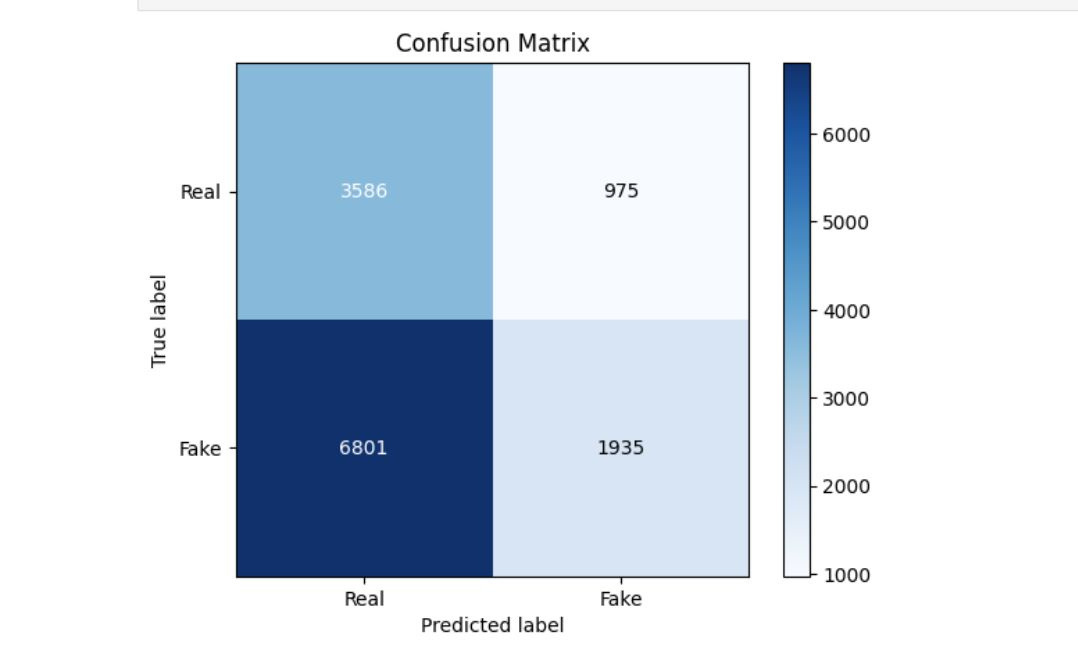 Confusion Matrix
Real
3586
975
Fake
6801
1935
Real
Fake
Predicted label
True label
6000
5000
4000
3000
2000
1000